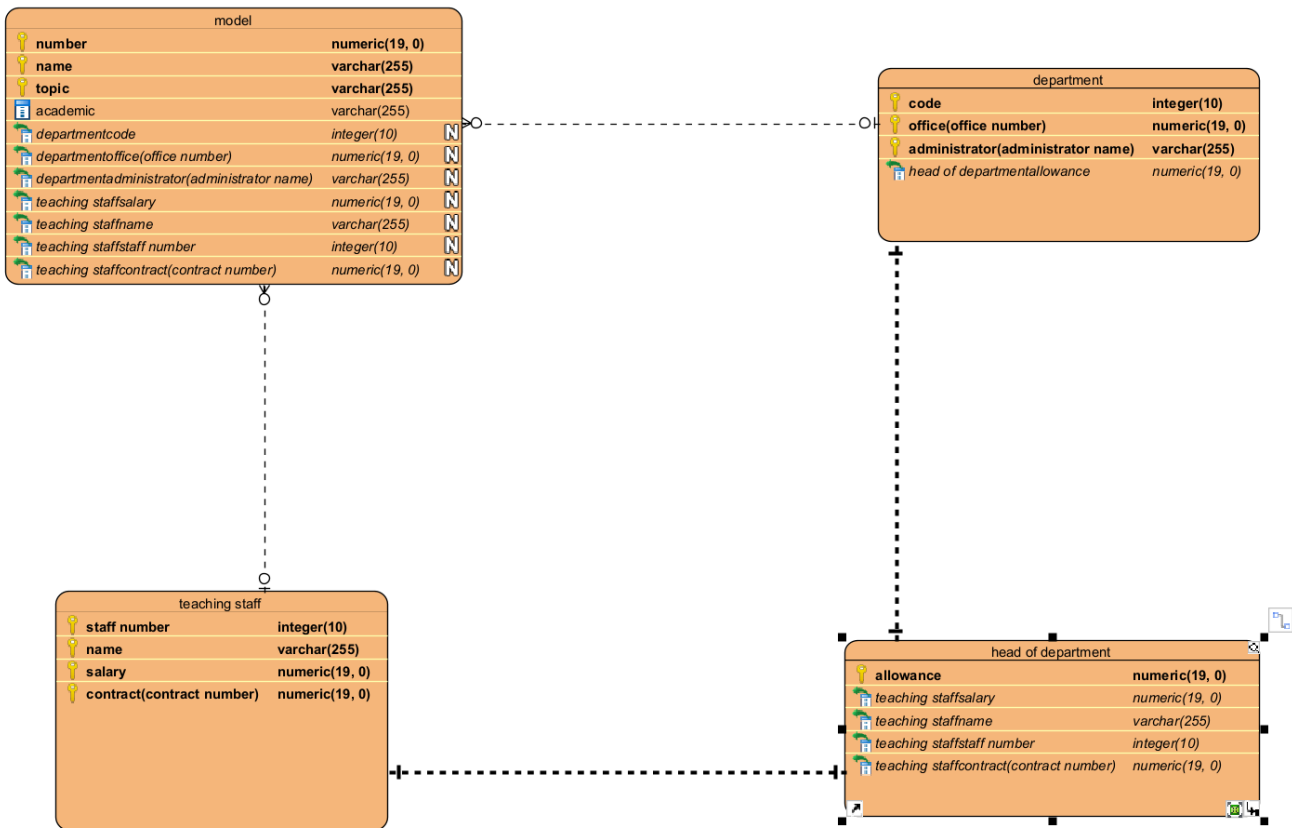 model
number numeric(19, 0)
name varchar(255)
topic varchar(255)
academic varchar(255)
departmentcode integer(10) N
departmentoffice(office number) numeric(19, 0) N
departmentadministrator(administrator name) varchar(255) N
teaching staffsalary numeric(19, 0) N
teaching staffname varchar(255) N
teaching staffstaff number integer(10) N
teaching staffcontract(contract number) numeric(19, 0) N
department
code integer(10)
office(office number) numeric(19, 0)
administrator(administrator name) varchar(255)
head of departmentallowance numeric(19, 0)
teaching staff
staff number integer(10)
name varchar(255)
salary numeric(19, 0)
contract(contract number) numeric(19, 0)
head of department
allowance numeric(19, 0)
teaching staffsalary numeric(19, 0)
teaching staffname varchar(255)
teaching staffstaff number integer(10)
teaching staffcontract(contract number) numeric(19, 0)